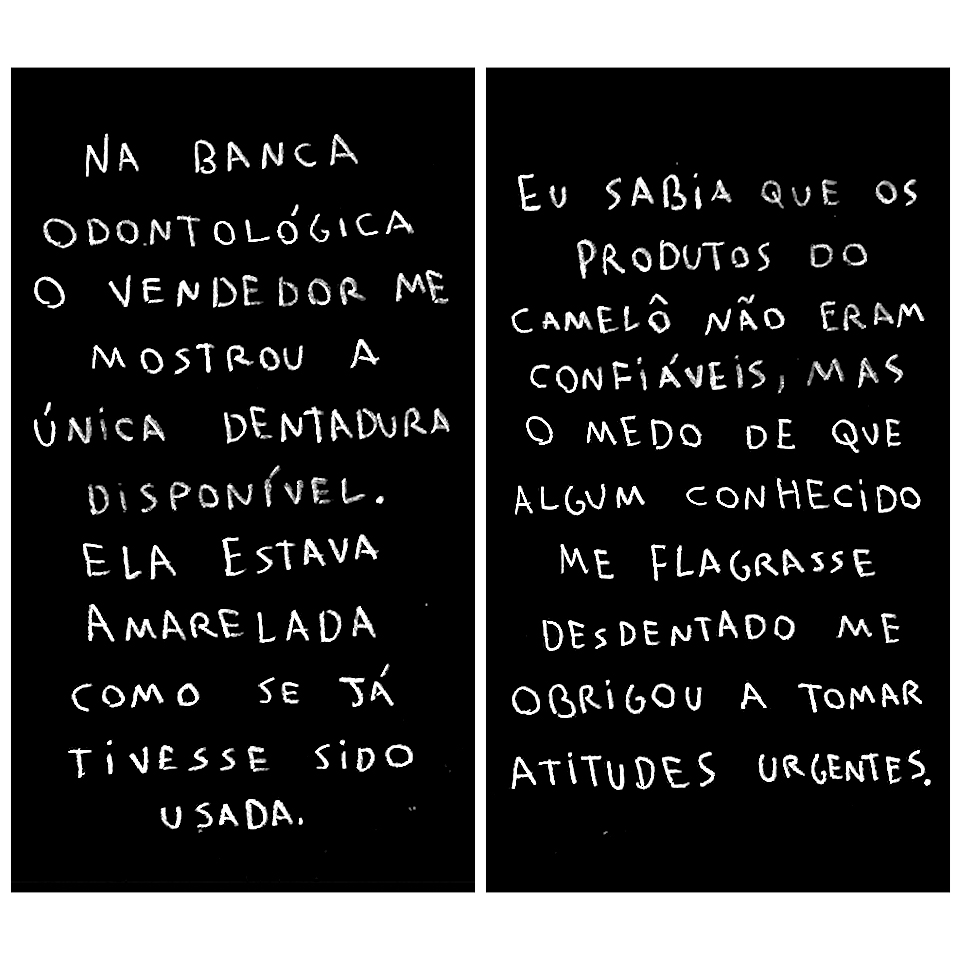 NA BANCA
ODONTOLÓGICA
O VENDEDOR ME
MOSTROU A
ÚNICA DENTADURA
DISPONÍVEL.
ELA ESTAVA
AMARELADA
COMO SE JÁ
TIVESSE SIDO
USADA.
EU SABIA QUE OS
PRODUTOS DO
CAMELÔ NÃO ERAM
CONFIÁVEIS, MAS
O MEDO DE QUE
ALGUM CONHECIDO
ME FLAGRASSE
DESDENTADO ME
OBRIGOU A TOMAR
ATITUDES URGENTES.